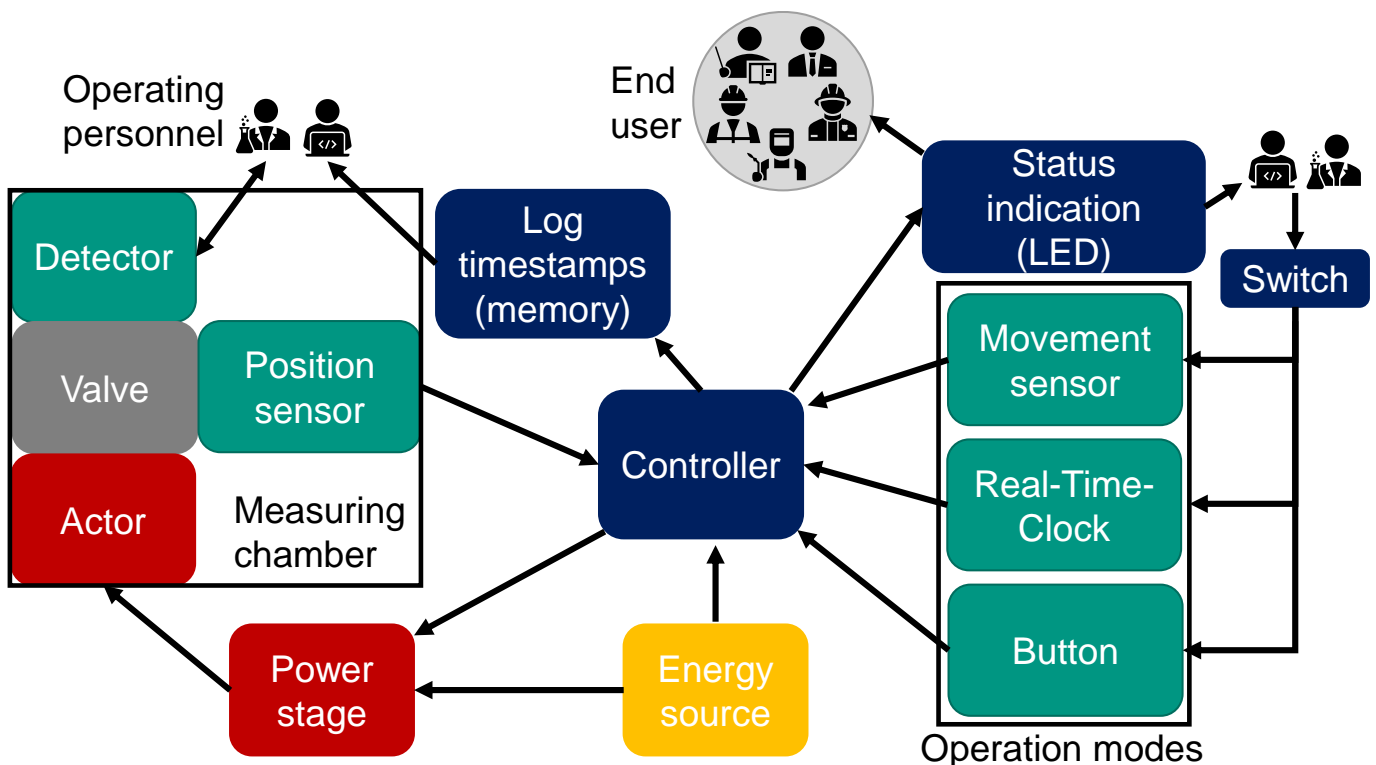 Operating
personnel
End
user
Status
indication
(LED)
Log
timestamps
(memory)
Detector
Switch
Valve
Position
sensor
Movement
sensor
Controller
Actor
Measuring
chamber
Real-Time-
Clock
Power
stage
Energy
source
Button
Operation modes